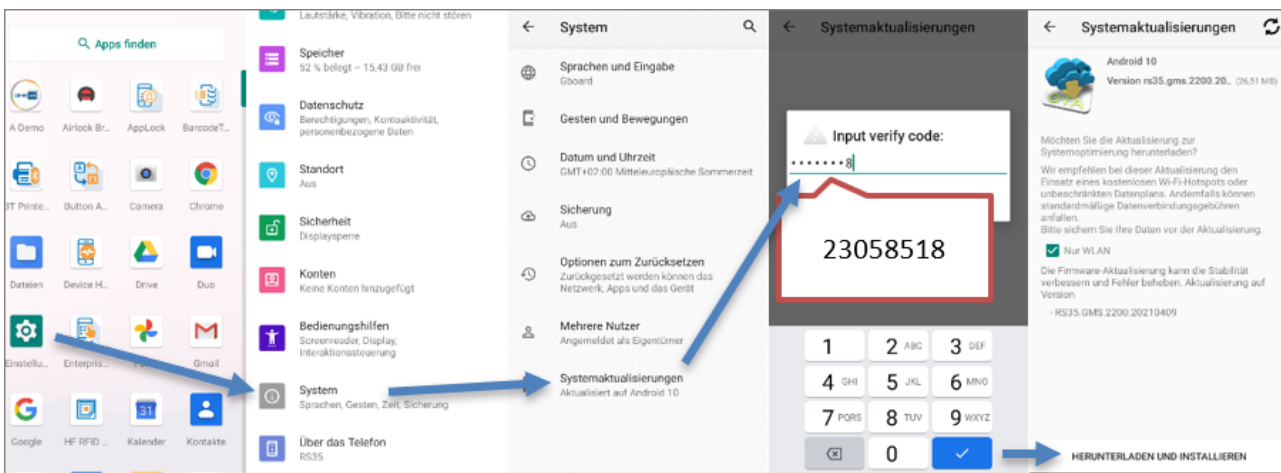 Apps finden
A-Demo
Airlock Br...
AppLock
BarcodeT...
BT Printe...
Button A...
Camera
Chrome
Dateien
Device H...
Drive
Duo
Einstellu...
Enterpris...
Gmail
Google
HF RFID ...
Kalender
Kontakte
Lautstärke, Vibration, Bitte nicht stören
Speicher
52 % belegt – 15,43 GB frei
Datenschutz
Berechtigungen, Kontoaktivität,
personenbezogene Daten
Standort
Aus
Sicherheit
Displaysperre
Konten
Keine Konten hinzugefügt
Bedienungshilfen
Screenreader, Display,
Interaktionssteuerung
System
Sprachen, Gesten, Zeit, Sicherung
Über das Telefon
RS35
System
Sprachen und Eingabe
Gboard
Gesten und Bewegungen
Datum und Uhrzeit
GMT+02:00 Mitteleuropäische Sommerzeit
Sicherung
Aus
Optionen zum Zurücksetzen
Zurückgesetzt werden können das
Netzwerk, Apps und das Gerät
Mehrere Nutzer
Angemeldet als Eigentümer
Systemaktualisierungen
Aktualisiert auf Android 10
Systemaktualisierungen
Input verify code:
•••••••8
23058518
1 2 ABC 3 DEF
4 GHI 5 JKL 6 MNO
7 PQRS 8 TUV 9 WXYZ
0
Systemaktualisierungen
Android 10
Version rs35.gms.2200.20.. (26,51 MB)
Möchten Sie die Aktualisierung zur
Systemoptimierung herunterladen?
Wir empfehlen bei dieser Aktualisierung den
Einsatz eines kostenlosen Wi-Fi-Hotspots oder
unbeschränkten Datenplans. Andernfalls können
standardmäßige Datenverbindungsgebühren
anfallen.
Bitte sichern Sie Ihre Daten vor der Aktualisierung.
Nur WLAN
Die Firmware-Aktualisierung kann die Stabilität
verbessern und Fehler beheben. Aktualisierung auf
Version
- RS35.GMS.2200.20210409
HERUNTERLADEN UND INSTALLIEREN